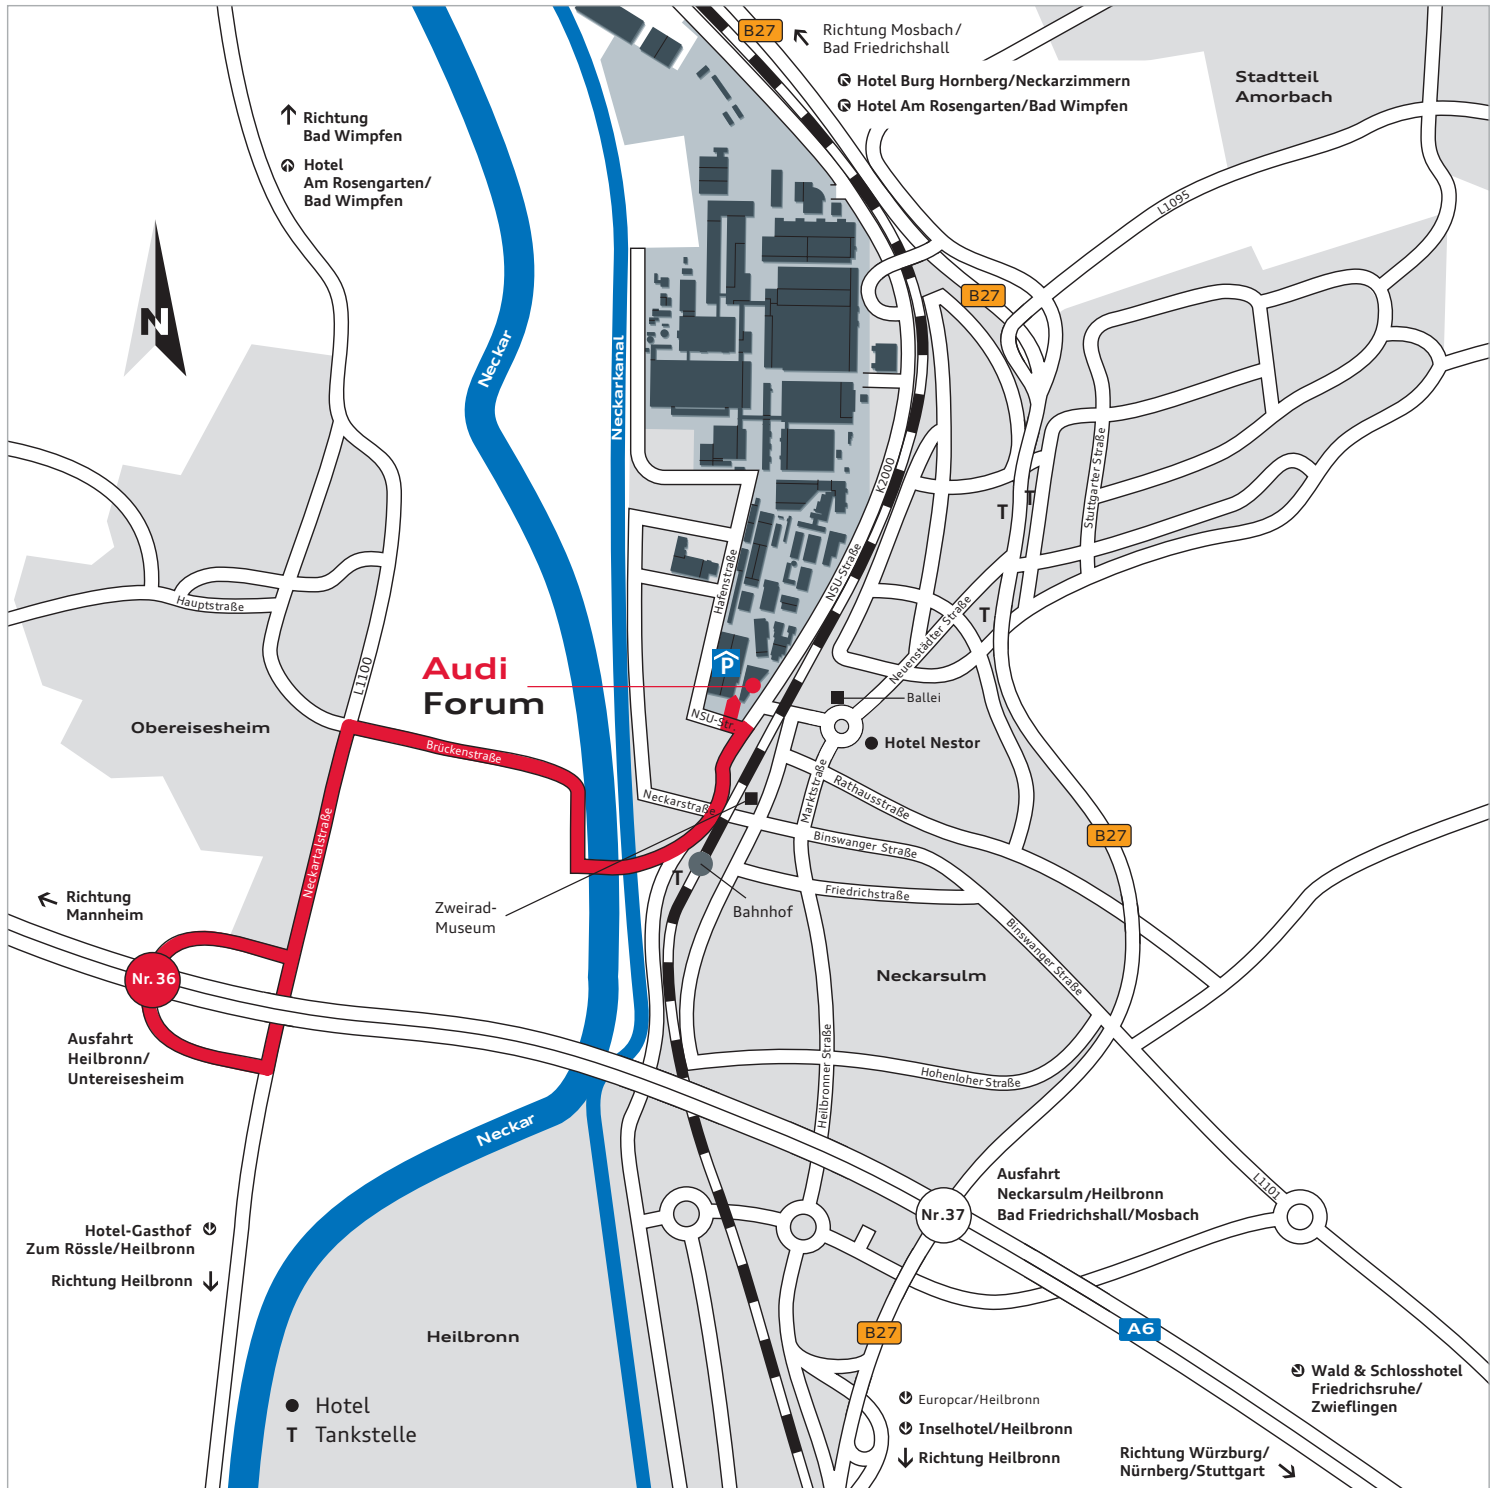 B27
Richtung Mosbach/
Bad Friedrichshall
Hotel Burg Hornberg/Neckarzimmern
Hotel Am Rosengarten/Bad Wimpfen
Stadtteil
Amorbach
Richtung
Bad Wimpfen
Hotel
Am Rosengarten/
Bad Wimpfen
L1095
N
B27
Neckar
Neckarkanal
K2000
Stuttgarter Straße
T
T
NSU-Straße
Hafenstraße
Hauptstraße
T
Neuenstädter Straße
L1100
Audi
Forum
P
Ballei
NSU-Str.
Obereisesheim
Hotel Nestor
Brückenstraße
Marktstraße
Rathausstraße
Neckarstraße
B27
Binswanger Straße
Neckartalstraße
T
Friedrichstraße
Richtung
Mannheim
Zweirad-
Museum
Bahnhof
Binswanger Straße
Neckarsulm
Nr. 36
Ausfahrt
Heilbronn/
Untereisesheim
Heilbronner Straße
Hohenloher Straße
Neckar
Ausfahrt
Neckarsulm/Heilbronn
Bad Friedrichshall/Mosbach
L1101
Nr.37
Hotel-Gasthof
Zum Rössle/Heilbronn
Richtung Heilbronn
Heilbronn
B27
A6
Hotel
T Tankstelle
Europcar/Heilbronn
Inselhotel/Heilbronn
Richtung Heilbronn
Wald & Schlosshotel
Friedrichsruhe/
Zwieflingen
Richtung Würzburg/
Nürnberg/Stuttgart